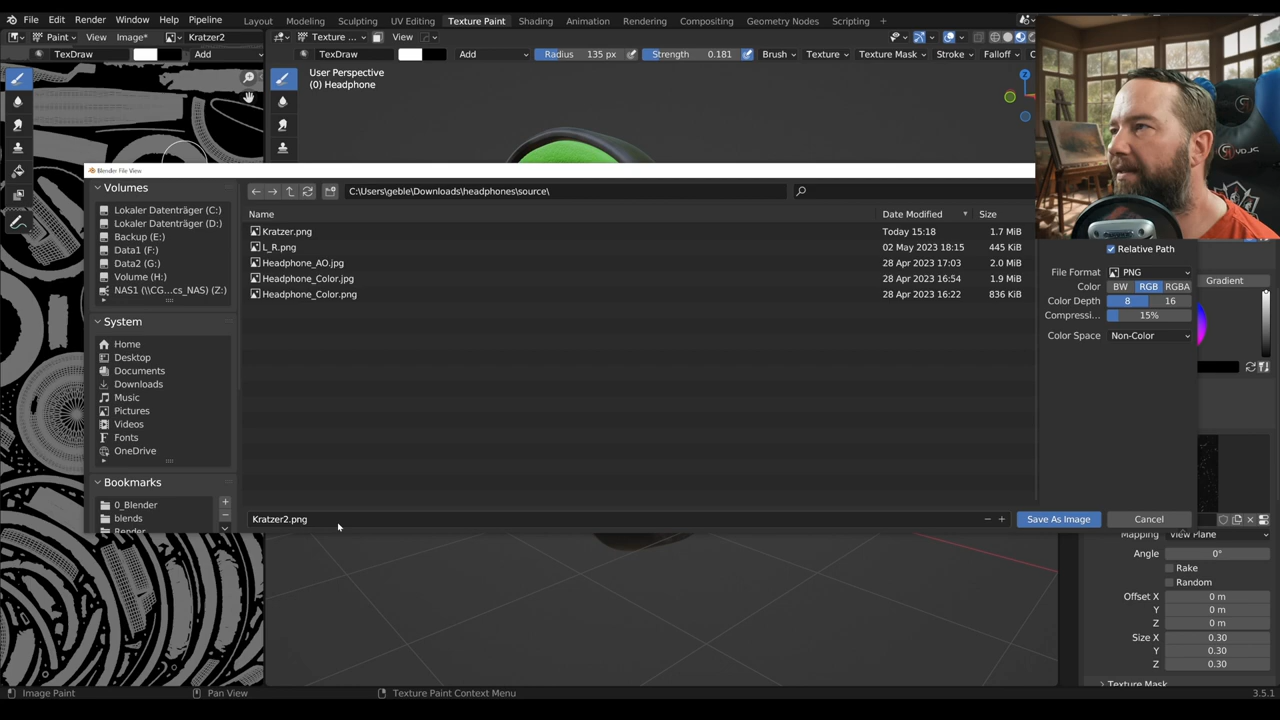 File Edit Render Window Help Pipeline Layout Modeling Sculpting UV Editing Texture Paint Shading Animation Rendering Compositing Geometry Nodes Scripting +
Paint View Image* Kratzer2 Texture ... View
TexDraw Add TexDraw Add Radius 135 px Strength 0.181 Brush Texture Texture Mask Stroke Falloff
User Perspective
(0) Headphone
Z
Blender File View
Volumes
Lokaler Datenträger (C:)
Lokaler Datenträger (D:)
Backup (E:)
Data1 (F:)
Data2 (G:)
Volume (H:)
NAS1 (\\CG...cs_NAS) (Z:)
System
Home
Desktop
Documents
Downloads
Music
Pictures
Videos
Fonts
OneDrive
Bookmarks
0_Blender
blends
Render
C:\Users\geble\Downloads\headphones\source\
Name Date Modified Size
Kratzer.png Today 15:18 1.7 MiB
L_R.png 02 May 2023 18:15 445 KiB
Headphone_AO.jpg 28 Apr 2023 17:03 2.0 MiB
Headphone_Color.jpg 28 Apr 2023 16:54 1.9 MiB
Headphone_Color.png 28 Apr 2023 16:22 836 KiB
Kratzer2.png Save As Image Cancel
Relative Path
File Format PNG
Color BW RGB RGBA
Color Depth 8 16
Compressi... 15%
Color Space Non-Color
Gradient
Mapping View Plane
Angle 0°
Rake
Random
Offset X 0 m
Y 0 m
Z 0 m
Size X 0.30
Y 0.30
Z 0.30
Texture Mask
Image Paint Pan View Texture Paint Context Menu 3.5.1